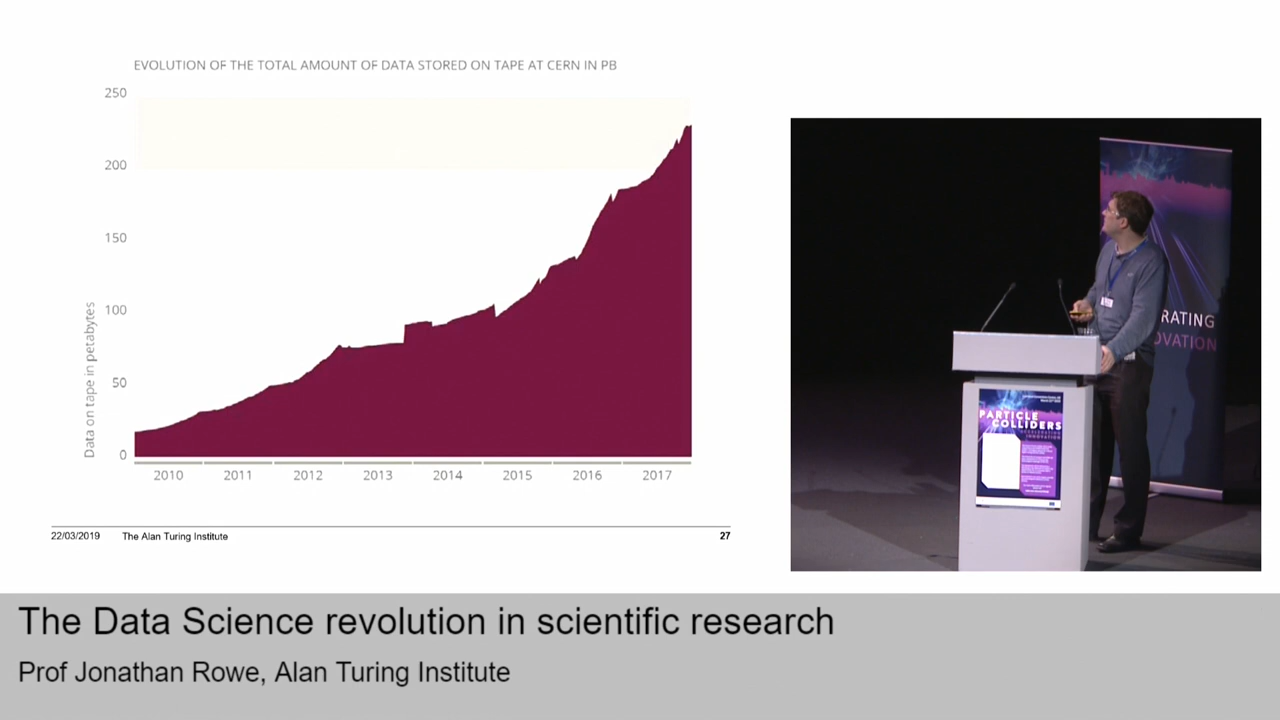 EVOLUTION OF THE TOTAL AMOUNT OF DATA STORED ON TAPE AT CERN IN PB
250
200
150
100
50
0
Data on tape in petabytes
2010 2011 2012 2013 2014 2015 2016 2017
22/03/2019 The Alan Turing Institute 27
RATING
OVATION
PARTICLE
COLLIDERS
ACCELERATING
INNOVATION
The Data Science revolution in scientific research
Prof Jonathan Rowe, Alan Turing Institute